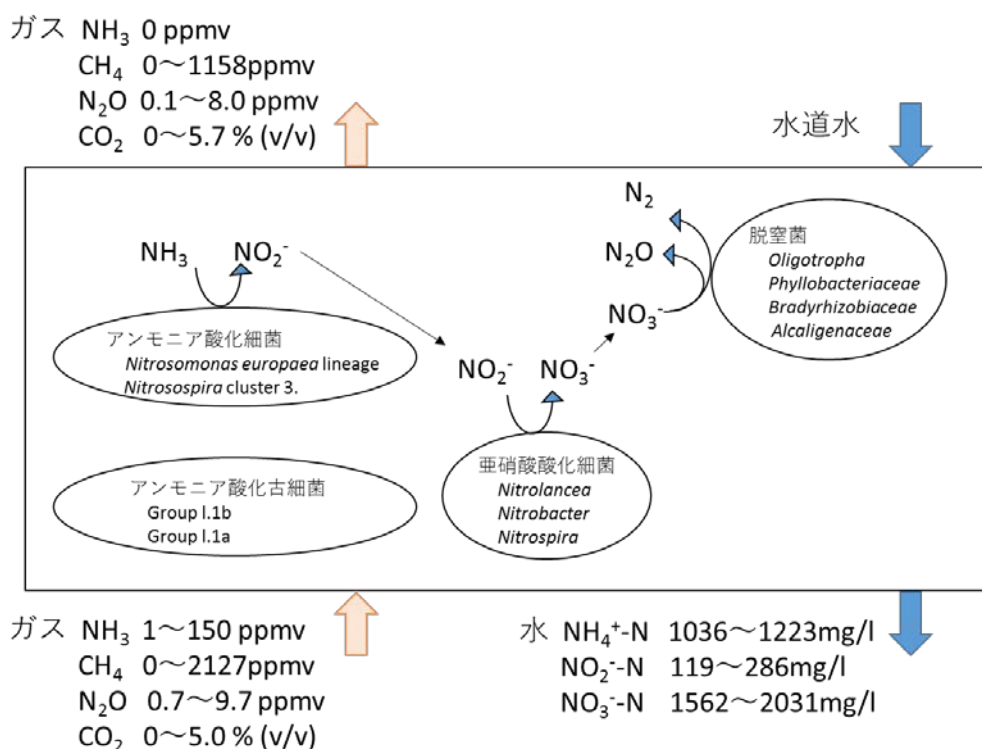 ガス NH₃ 0 ppmv
CH₄ 0～1158ppmv
N₂O 0.1～8.0 ppmv
CO₂ 0～5.7 % (v/v)
水道水
NH₃ NO₂⁻
アンモニア酸化細菌
Nitrosomonas europaea lineage
Nitrosospira cluster 3.
アンモニア酸化古細菌
Group I.1b
Group I.1a
NO₂⁻ NO₃⁻
亜硝酸酸化細菌
Nitrolancea
Nitrobacter
Nitrospira
N₂
N₂O
NO₃⁻
脱窒菌
Oligotropha
Phyllobacteriaceae
Bradyrhizobiaceae
Alcaligenaceae
ガス NH₃ 1～150 ppmv
CH₄ 0～2127ppmv
N₂O 0.7～9.7 ppmv
CO₂ 0～5.0 % (v/v)
水 NH₄⁺-N 1036～1223mg/l
NO₂⁻-N 119～286mg/l
NO₃⁻-N 1562～2031mg/l